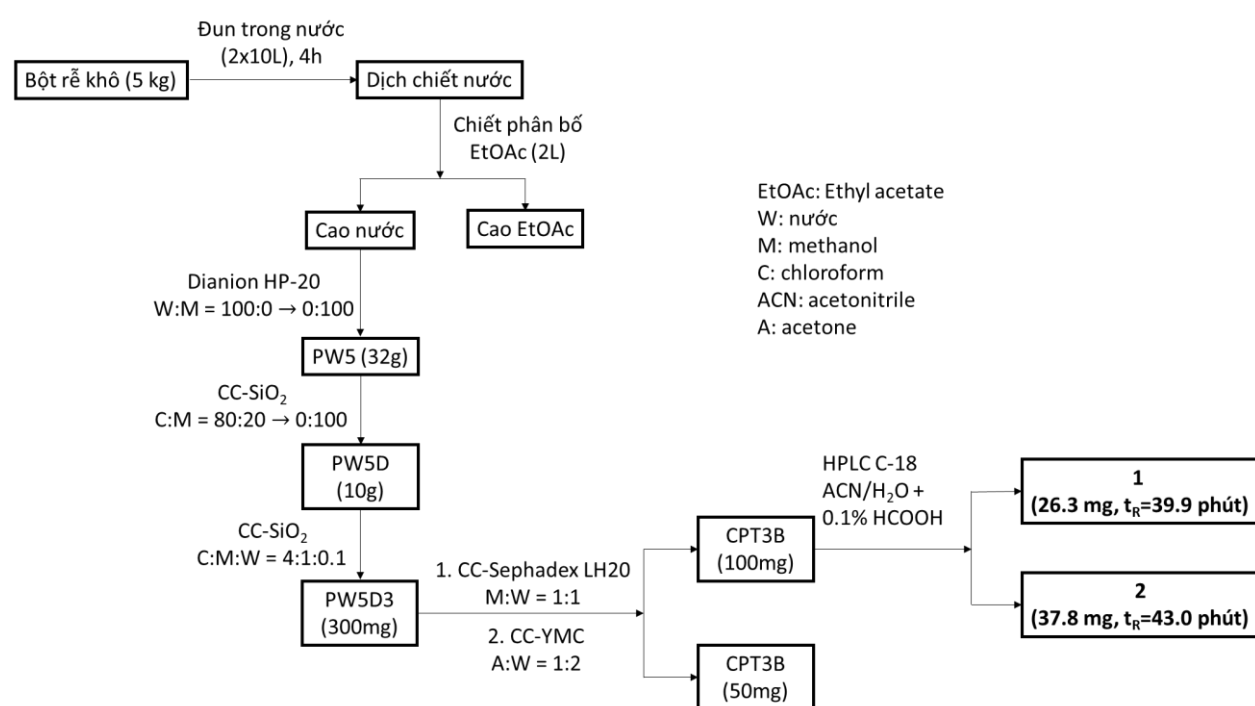 Đun trong nước
(2x10L), 4h
Bột rễ khô (5 kg)
Dịch chiết nước
Chiết phân bố
EtOAc (2L)
Cao nước
Cao EtOAc
EtOAc: Ethyl acetate
W: nước
M: methanol
C: chloroform
ACN: acetonitrile
A: acetone
Dianion HP-20
W:M = 100:0 → 0:100
PW5 (32g)
CC-SiO₂
C:M = 80:20 → 0:100
PW5D
(10g)
CC-SiO₂
C:M:W = 4:1:0.1
PW5D3
(300mg)
1. CC-Sephadex LH20
M:W = 1:1
2. CC-YMC
A:W = 1:2
CPT3B
(100mg)
CPT3B
(50mg)
HPLC C-18
ACN/H₂O +
0.1% HCOOH
1
(26.3 mg, tR=39.9 phút)
2
(37.8 mg, tR=43.0 phút)